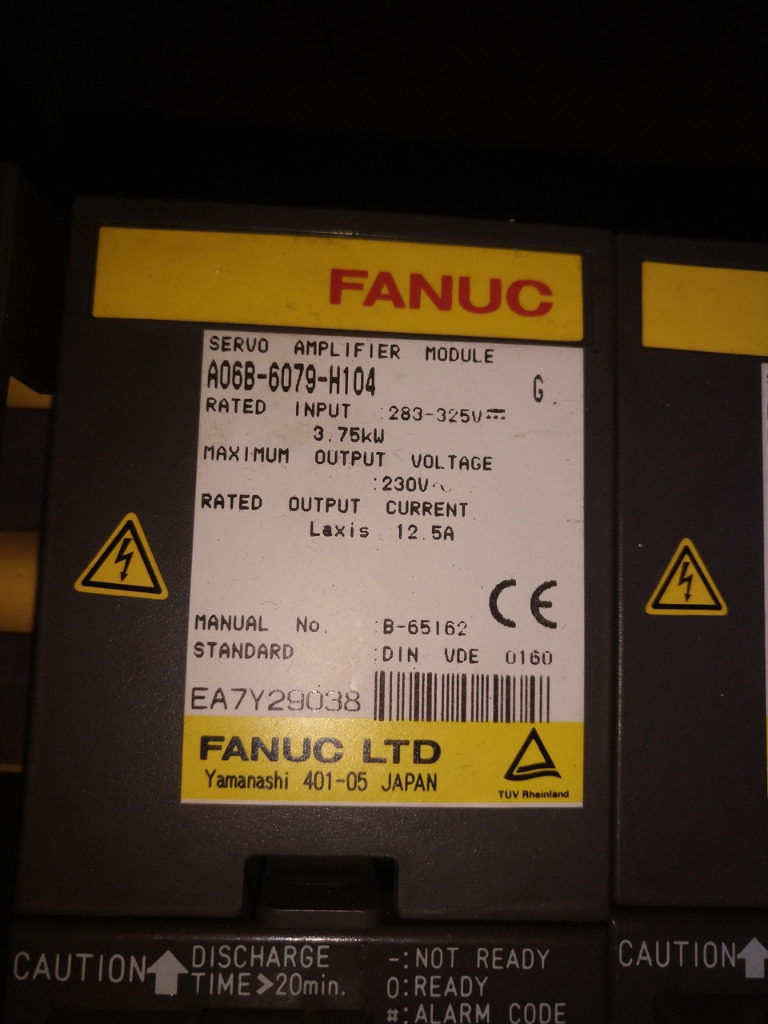 FANUC
SERVO AMPLIFIER MODULE
A06B-6079-H104 G
RATED INPUT :283-325V⎓
3.75kW
MAXIMUM OUTPUT VOLTAGE
:230V~
RATED OUTPUT CURRENT
Laxis 12.5A
CE
MANUAL No. :B-65162
STANDARD :DIN VDE 0160
EA7Y29038
FANUC LTD
Yamanashi 401-05 JAPAN
TUV Rheinland
CAUTION DISCHARGE
TIME>20min.
-:NOT READY
0:READY
#:ALARM CODE
CAUTION